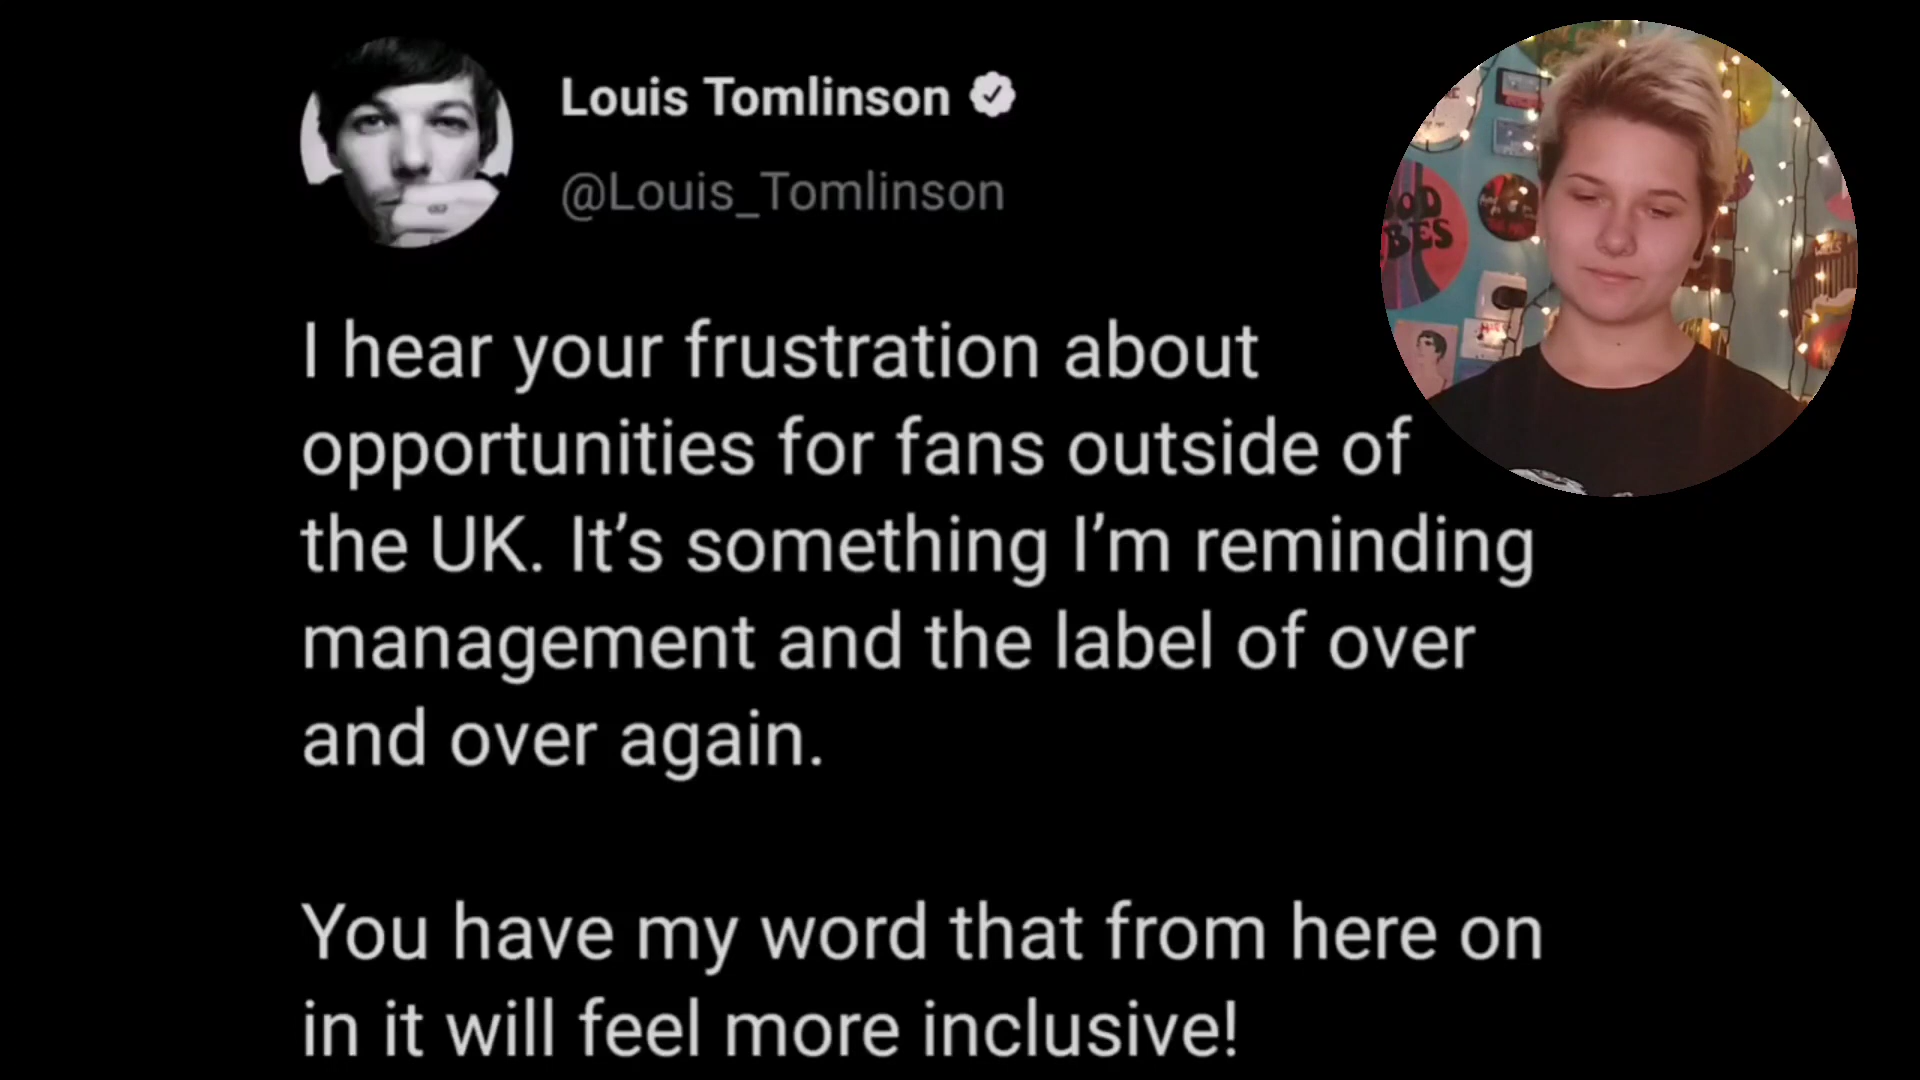 Louis Tomlinson
@Louis_Tomlinson
I hear your frustration about
opportunities for fans outside of
the UK. It’s something I’m reminding
management and the label of over
and over again.
You have my word that from here on
in it will feel more inclusive!
OD
BES